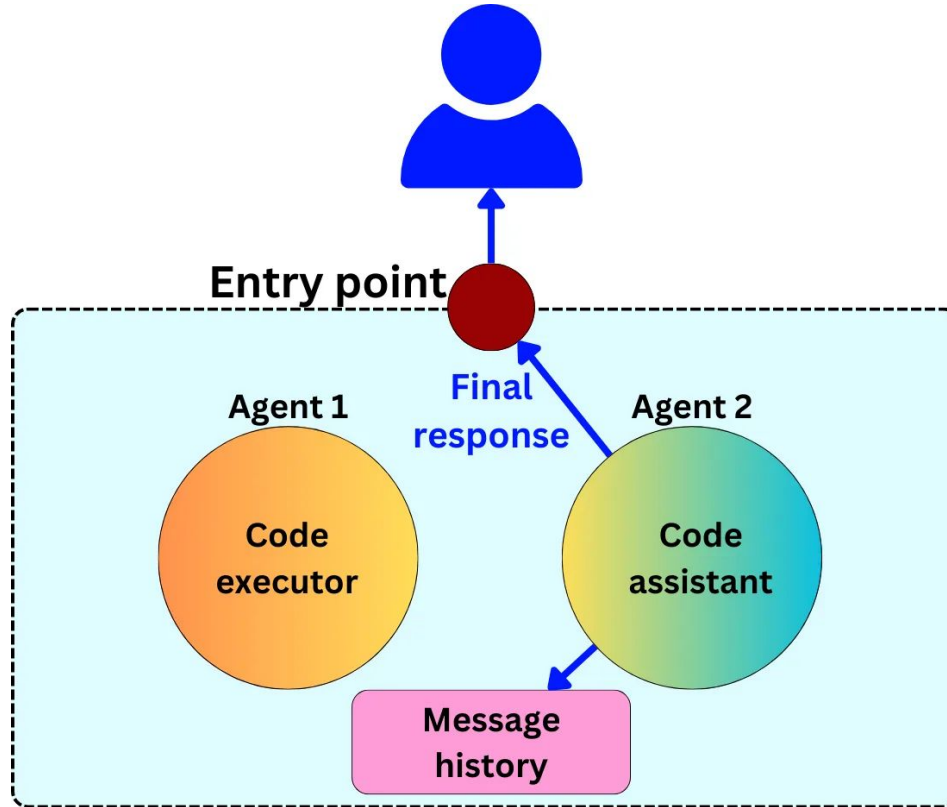 Entry point
Final
response
Agent 1
Agent 2
Code
executor
Code
assistant
Message
history